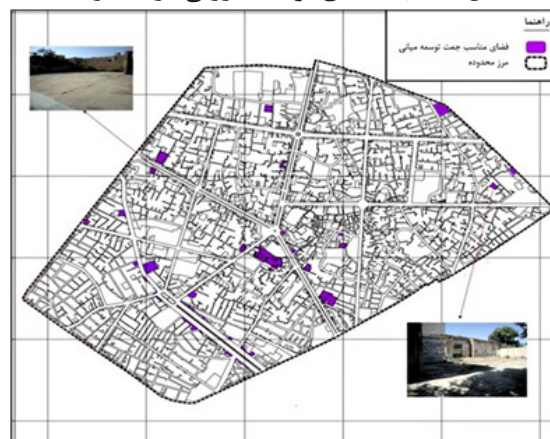 راهنما
فضای مناسب جهت توسعه میانی
مرز محدوده